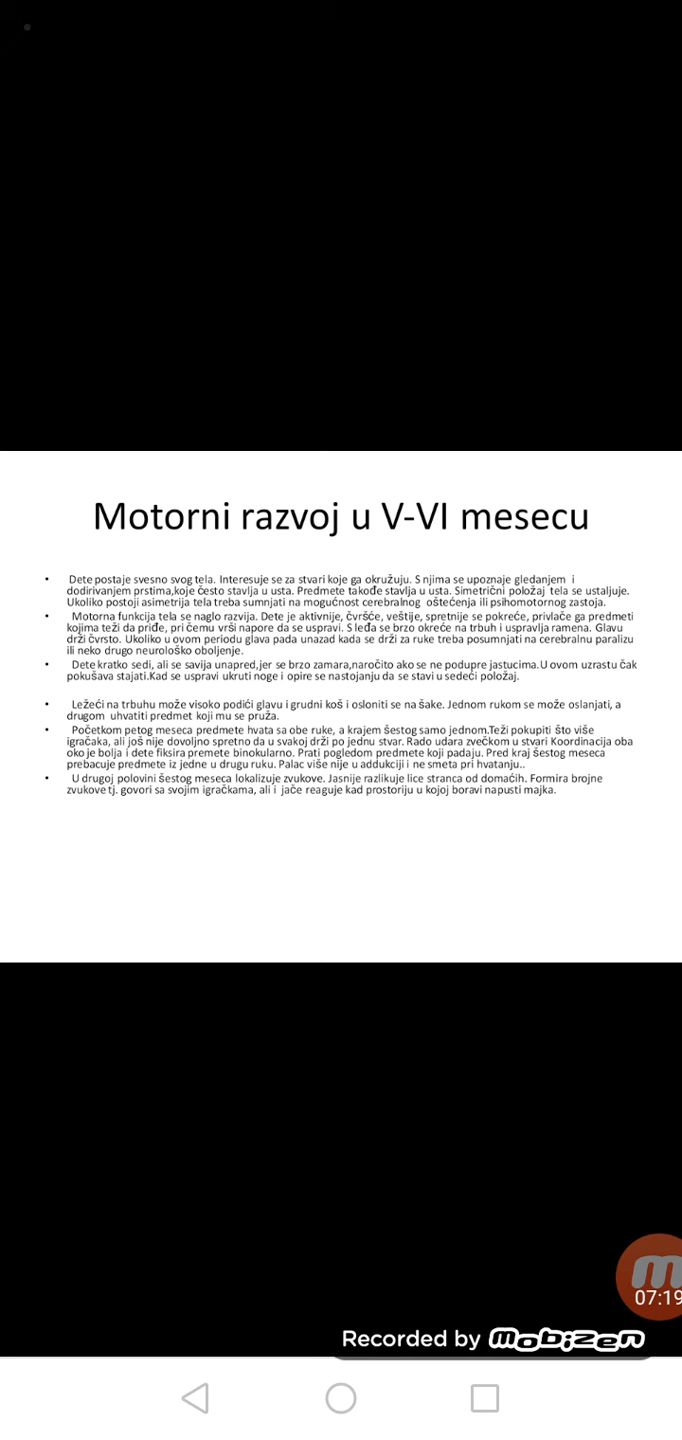 Motorni razvoj u V-VI mesecu
• Dete postaje svesno svog tela. Interesuje se za stvari koje ga okružuju. S njima se upoznaje gledanjem i
dodirivanjem prstima,koje često stavlja u usta. Predmete takođe stavlja u usta. Simetrični položaj tela se ustaljuje.
Ukoliko postoji asimetrija tela treba sumnjati na mogućnost cerebralnog oštećenja ili psihomotornog zastoja.
• Motorna funkcija tela se naglo razvija. Dete je aktivnije, čvršće, veštije, spretnije se pokreće, privlače ga predmeti
kojima teži da priđe, pri čemu vrši napore da se uspravi. S leđa se brzo okreće na trbuh i uspravlja ramena. Glavu
drži čvrsto. Ukoliko u ovom periodu glava pada unazad kada se drži za ruke treba posumnjati na cerebralnu paralizu
ili neko drugo neurološko oboljenje.
• Dete kratko sedi, ali se savija unapred,jer se brzo zamara,naročito ako se ne podupre jastucima.U ovom uzrastu čak
pokušava stajati.Kad se uspravi ukruti noge i opire se nastojanju da se stavi u sedeći položaj.
• Ležeći na trbuhu može visoko podići glavu i grudni koš i osloniti se na šake. Jednom rukom se može oslanjati, a
drugom uhvatiti predmet koji mu se pruža.
• Početkom petog meseca predmete hvata sa obe ruke, a krajem šestog samo jednom.Teži pokupiti što više
igračaka, ali još nije dovoljno spretno da u svakoj drži po jednu stvar. Rado udara zvečkom u stvari Koordinacija oba
oko je bolja i dete fiksira premete binokularno. Prati pogledom predmete koji padaju. Pred kraj šestog meseca
prebacuje predmete iz jedne u drugu ruku. Palac više nije u addukciji i ne smeta pri hvatanju..
• U drugoj polovini šestog meseca lokalizuje zvukove. Jasnije razlikuje lice stranca od domaćih. Formira brojne
zvukove tj. govori sa svojim igračkama, ali i jače reaguje kad prostoriju u kojoj boravi napusti majka.
07:19
Recorded by mobizen